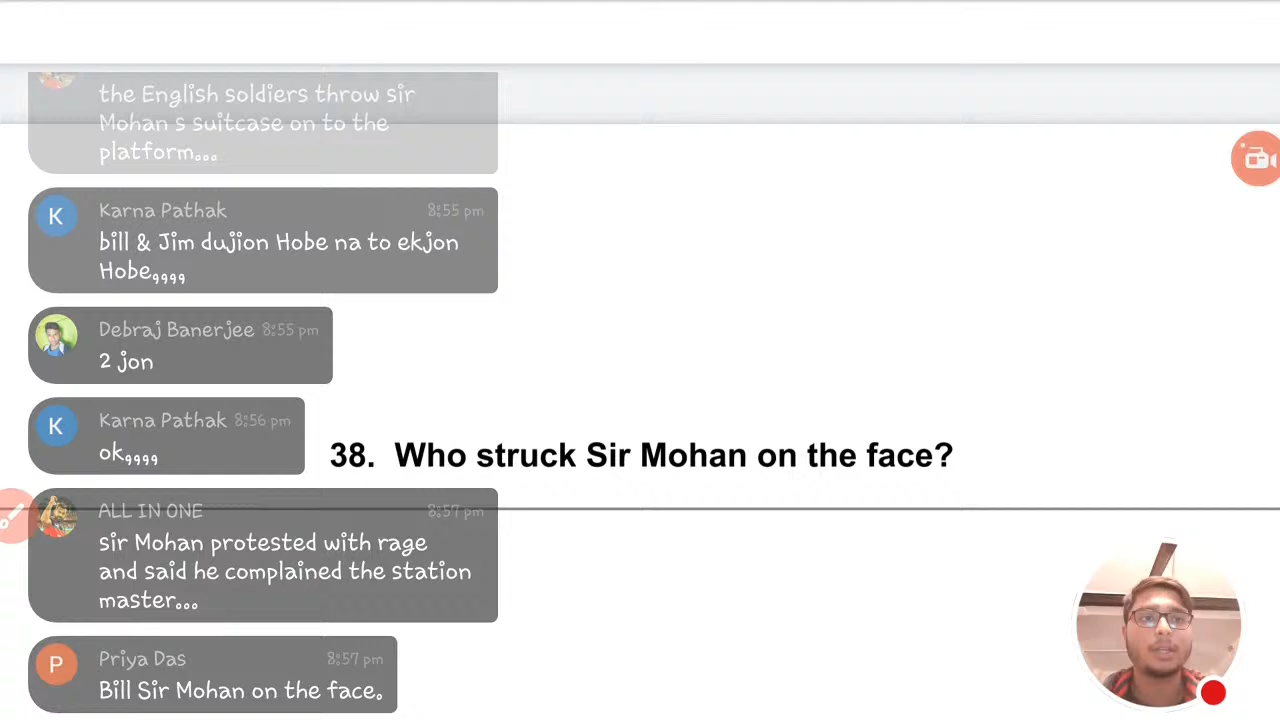 the English soldiers throw sir
Mohan s suitcase on to the
platform...
K
Karna Pathak 8:55 pm
bill & Jim dujion Hobe na to ekjon
Hobe,,,,
Debraj Banerjee 8:55 pm
2 jon
K
Karna Pathak 8:56 pm
ok,,,,
38. Who struck Sir Mohan on the face?
ALL IN ONE 8:57 pm
sir Mohan protested with rage
and said he complained the station
master...
P
Priya Das 8:57 pm
Bill Sir Mohan on the face.